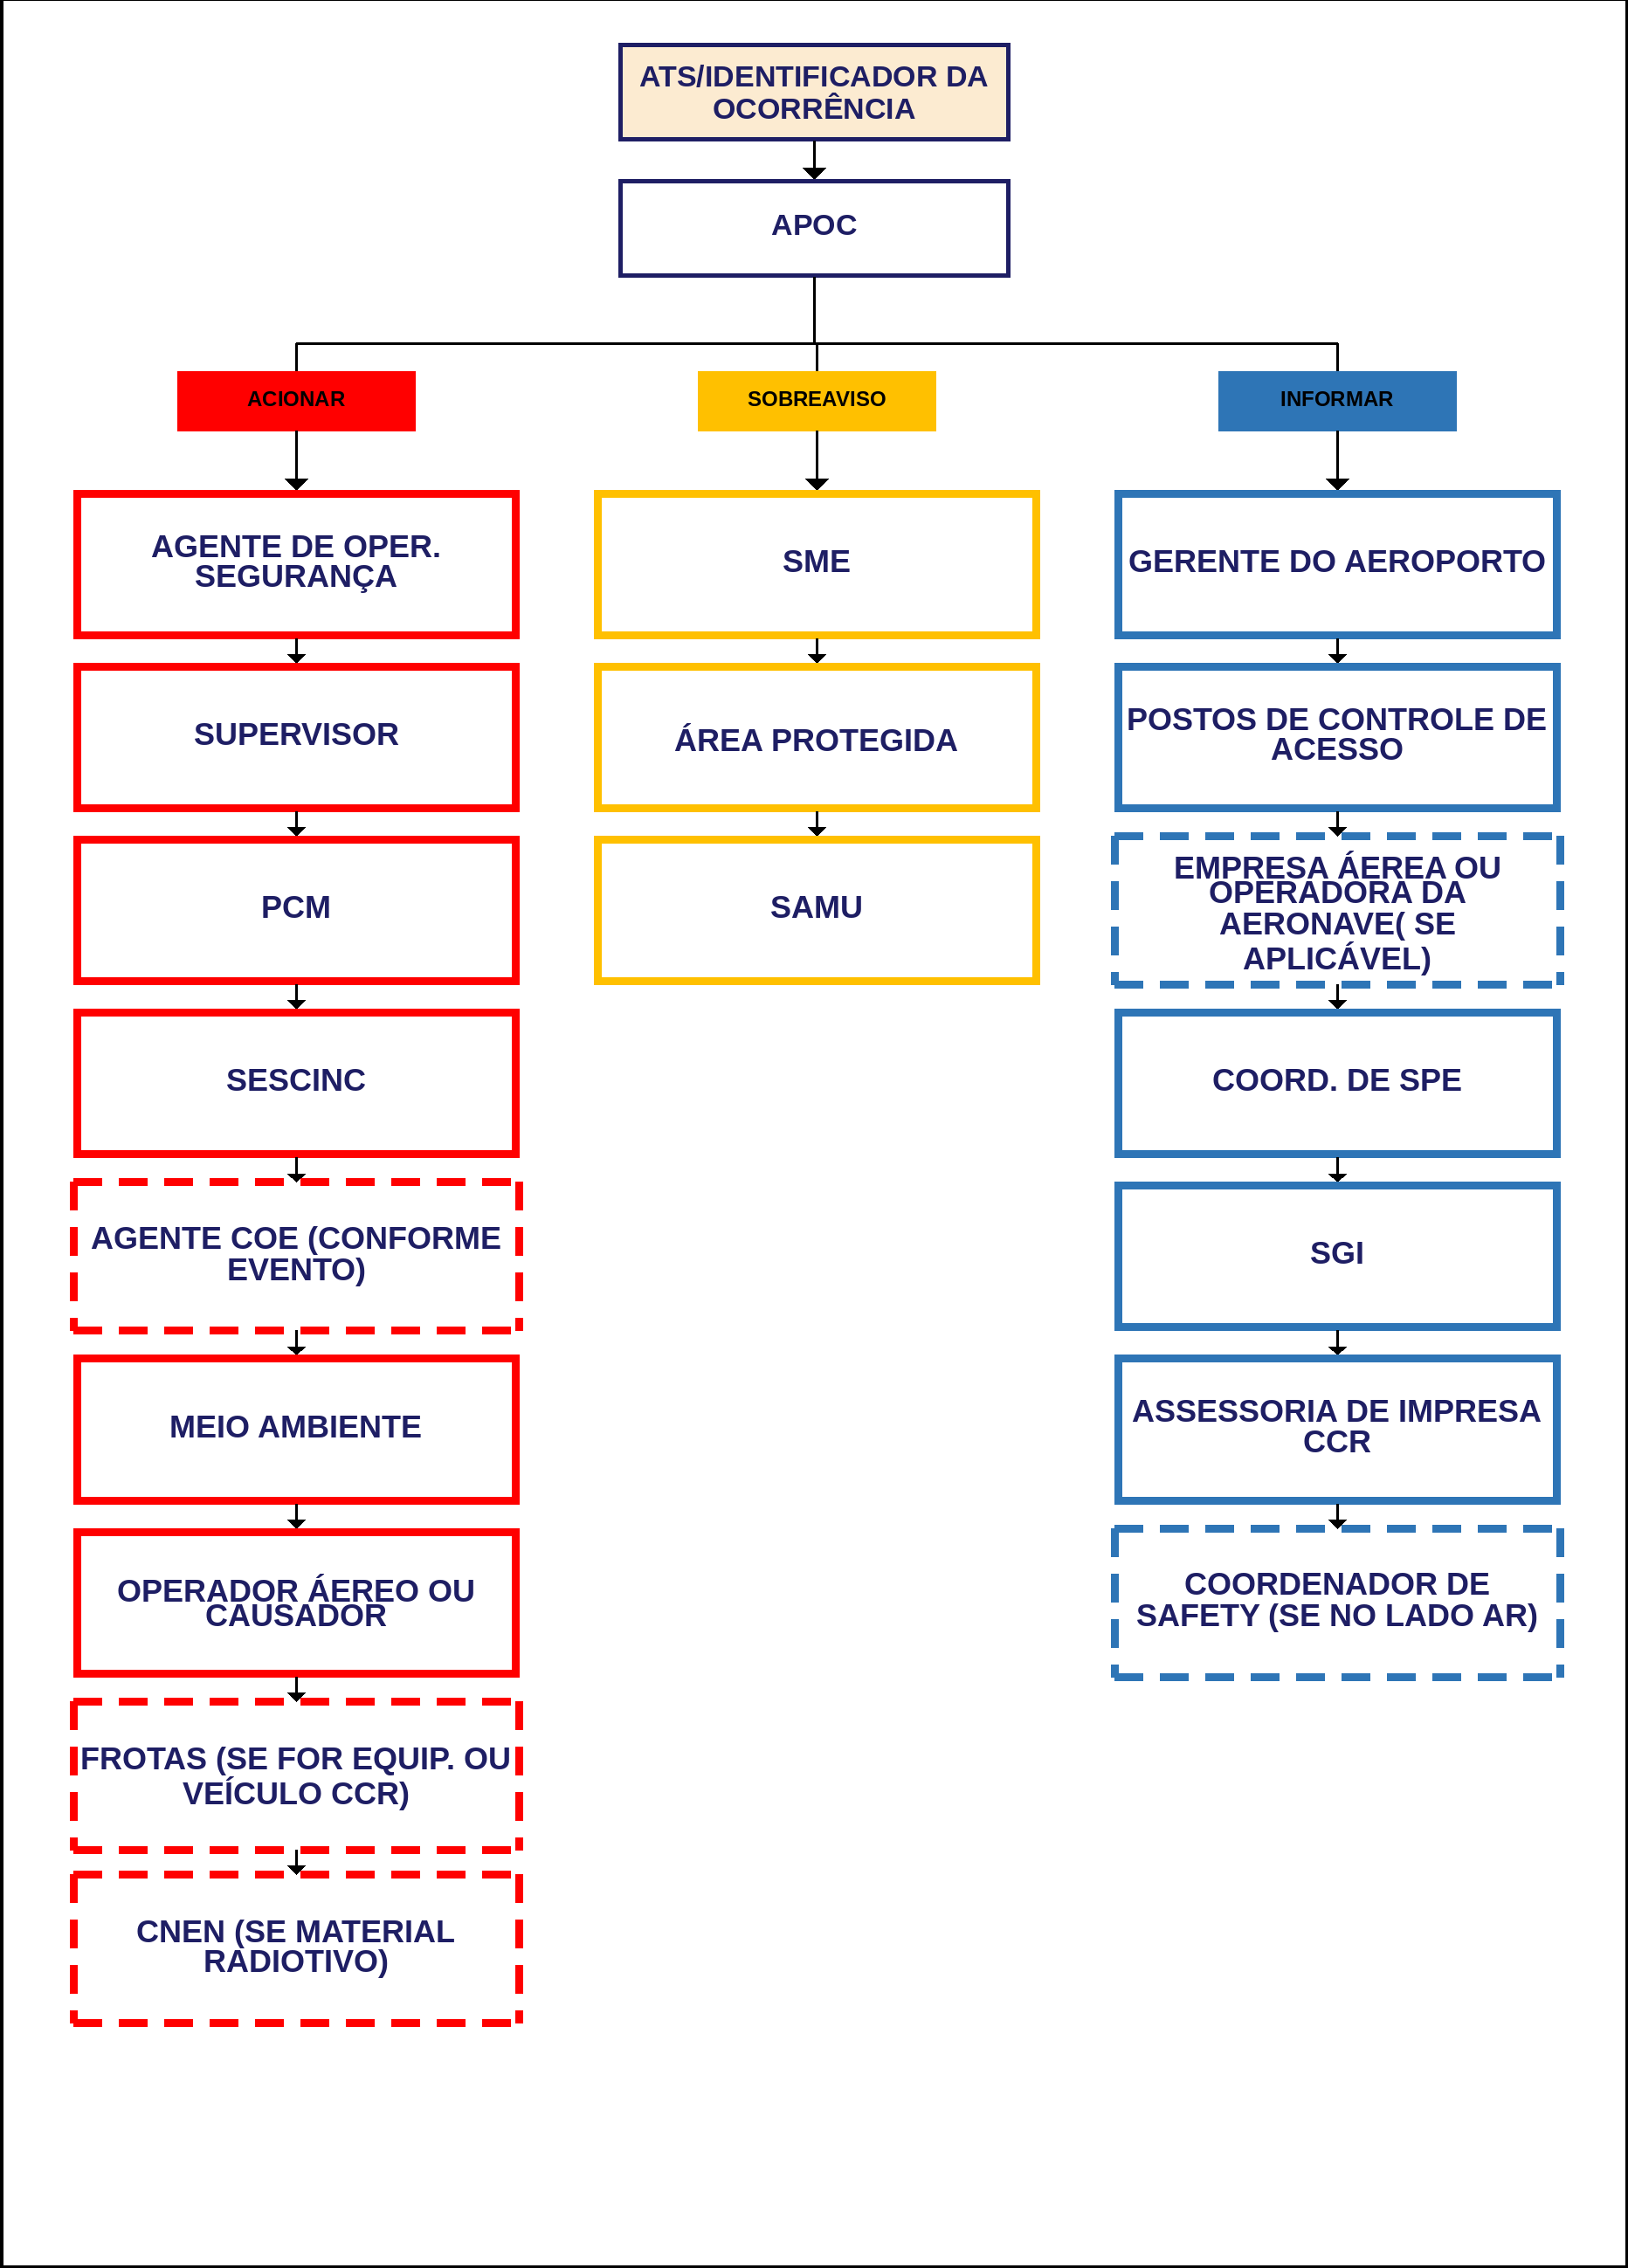 ATS/IDENTIFICADOR DA
OCORRÊNCIA
APOC
ACIONAR
SOBREAVISO
INFORMAR
AGENTE DE OPER.
SEGURANÇA
SUPERVISOR
PCM
SESCINC
AGENTE COE (CONFORME
EVENTO)
MEIO AMBIENTE
OPERADOR ÁEREO OU
CAUSADOR
FROTAS (SE FOR EQUIP. OU
VEÍCULO CCR)
CNEN (SE MATERIAL
RADIOTIVO)
SME
ÁREA PROTEGIDA
SAMU
GERENTE DO AEROPORTO
POSTOS DE CONTROLE DE
ACESSO
EMPRESA ÁEREA OU
OPERADORA DA
AERONAVE( SE
APLICÁVEL)
COORD. DE SPE
SGI
ASSESSORIA DE IMPRESA
CCR
COORDENADOR DE
SAFETY (SE NO LADO AR)